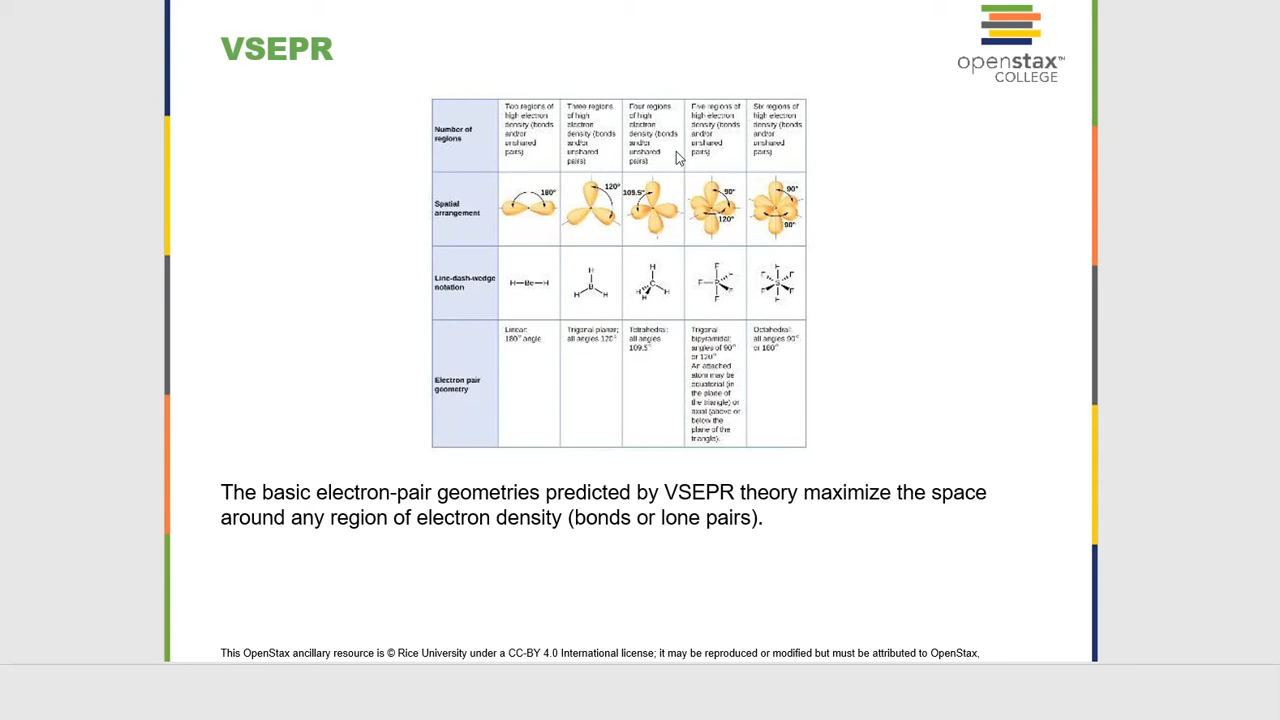 VSEPR
openstax™
COLLEGE
Number of
regions
Two regions of
high electron
density (bonds
and/or
unshared
pairs)
Three regions
of high
electron
density (bonds
and/or
unshared
pairs)
Four regions
of high
electron
density (bonds
and/or
unshared
pairs)
Five regions of
high electron
density (bonds
and/or
unshared
pairs)
Six regions of
high electron
density (bonds
and/or
unshared
pairs)
Spatial
arrangement
180°
120°
109.5°
90°
120°
90°
90°
Line-dash-wedge
notation
H—Be—H
H
B
H H
H
C
H H
H
F
F—P F
F
F
F
F F
S
F F
F
Electron pair
geometry
Linear;
180° angle
Trigonal planar;
all angles 120°
Tetrahedral;
all angles
109.5°
Trigonal
bipyramidal;
angles of 90°
or 120°
An attached
atom may be
equatorial (in
the plane of
the triangle) or
axial (above or
below the
plane of the
triangle).
Octahedral;
all angles 90°
or 180°
The basic electron-pair geometries predicted by VSEPR theory maximize the space
around any region of electron density (bonds or lone pairs).
This OpenStax ancillary resource is © Rice University under a CC-BY 4.0 International license; it may be reproduced or modified but must be attributed to OpenStax,